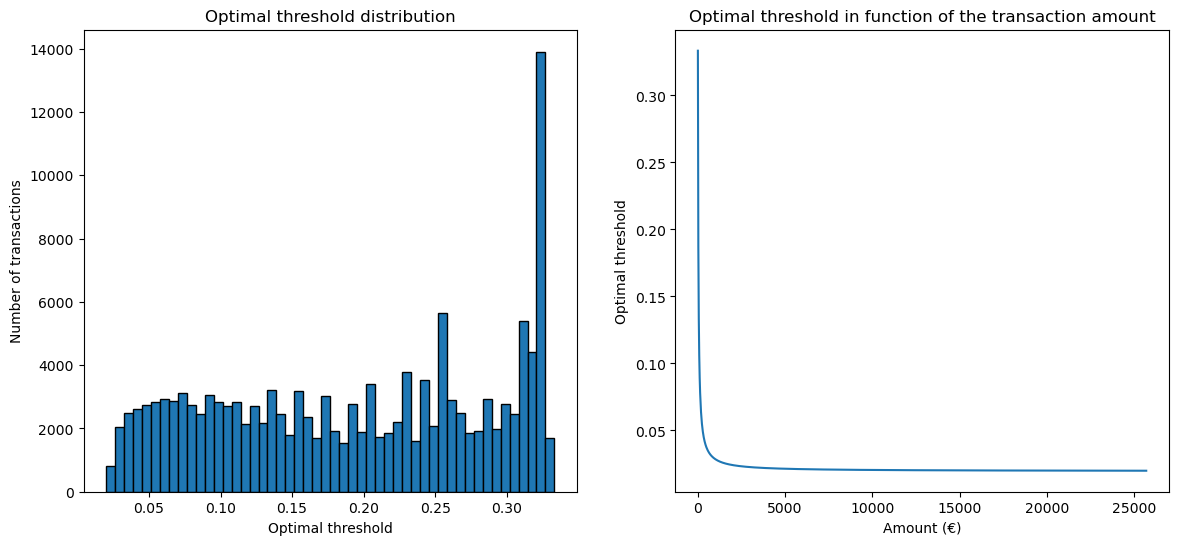 Optimal threshold distribution
14000
12000
10000
8000
6000
4000
2000
0
Number of transactions
0.05 0.10 0.15 0.20 0.25 0.30
Optimal threshold
Optimal threshold in function of the transaction amount
0.30
0.25
0.20
0.15
0.10
0.05
Optimal threshold
0 5000 10000 15000 20000 25000
Amount (€)